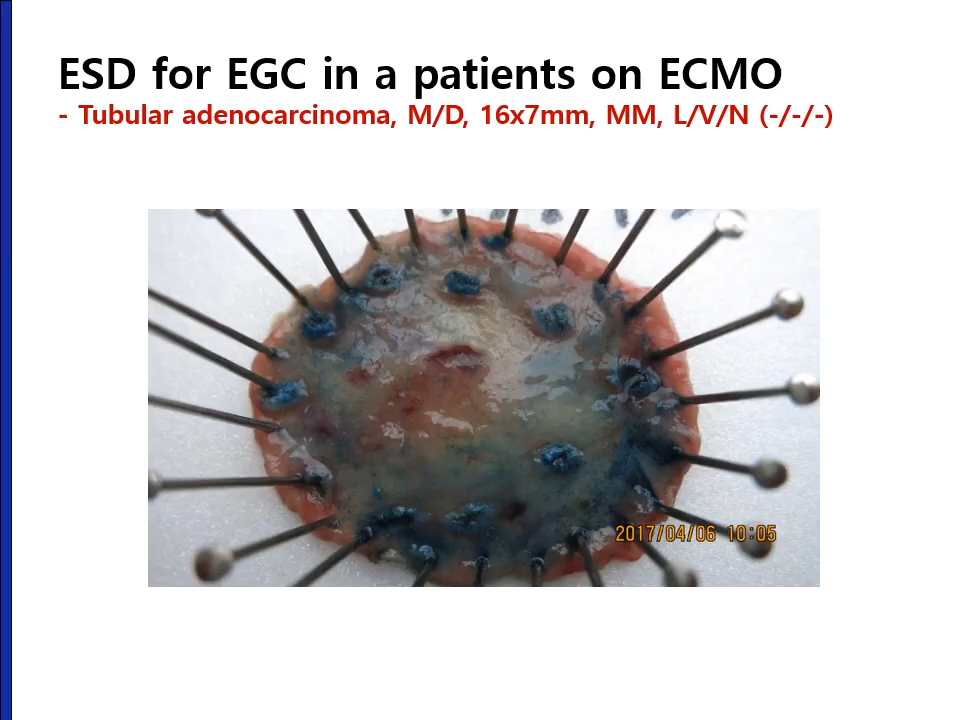 ESD for EGC in a patients on ECMO
- Tubular adenocarcinoma, M/D, 16x7mm, MM, L/V/N (-/-/-)
2017/04/06 10:05